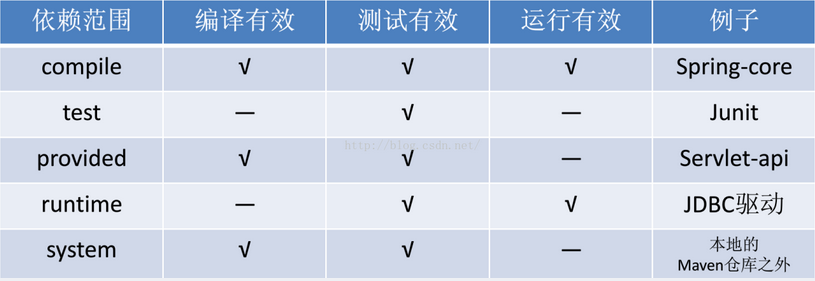 依赖范围 编译有效 测试有效 运行有效 例子
compile √ √ √ Spring-core
test — √ — Junit
http://blog.csdn.net/
provided √ √ — Servlet-api
runtime — √ √ JDBC驱动
system √ √ — 本地的
Maven仓库之外